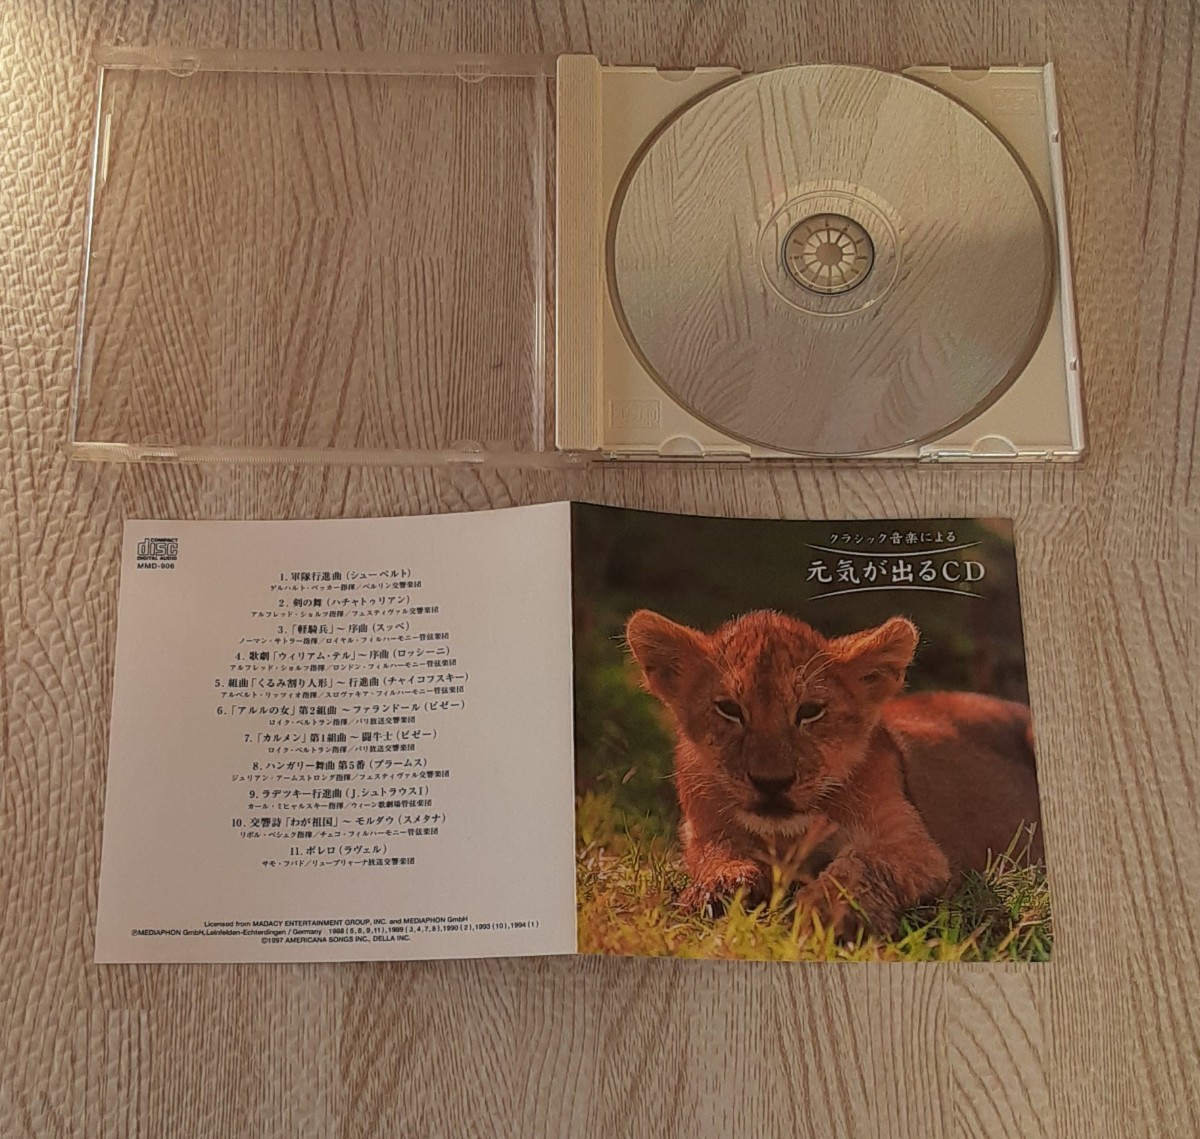 COMPACT
disc
DIGITAL AUDIO
MMD-906
1. 軍隊行進曲 (シューベルト)
ゲルハルト・ベッカー指揮／ベルリン交響楽団
2. 剣の舞 (ハチャトゥリアン)
アルフレッド・ショルツ指揮／フェスティヴァル交響楽団
3.「軽騎兵」〜 序曲 (スッペ)
ノーマン・サトラー指揮／ロイヤル・フィルハーモニー管弦楽団
4. 歌劇「ウィリアム・テル」〜 序曲 (ロッシーニ)
アルフレッド・ショルツ指揮／ロンドン・フィルハーモニー管弦楽団
5. 組曲「くるみ割り人形」〜 行進曲 (チャイコフスキー)
アルベルト・リッツィオ指揮／スロヴァキア・フィルハーモニー管弦楽団
6.「アルルの女」第2組曲 〜 ファランドール (ビゼー)
ロイク・ベルトラン指揮／パリ放送交響楽団
7.「カルメン」第1組曲 〜 闘牛士 (ビゼー)
ロイク・ベルトラン指揮／パリ放送交響楽団
8. ハンガリー舞曲 第5番 (ブラームス)
ジュリアン・アームストロング指揮／フェスティヴァル交響楽団
9. ラデツキー行進曲 (J.シュトラウスI)
カール・ミヒャルスキー指揮／ウィーン歌劇場管弦楽団
10. 交響詩「わが祖国」〜 モルダウ (スメタナ)
リボル・ペシェク指揮／チェコ・フィルハーモニー管弦楽団
11. ボレロ (ラヴェル)
サモ・フバド／リューブリャーナ放送交響楽団
Licensed from MADACY ENTERTAINMENT GROUP, INC. and MEDIAPHON GmbH
ⓅMEDIAPHON GmbH,Leinfelden-Echterdingen / Germany 1988 (5,6,9,11),1989 (3,4,7,8),1990 (2),1993 (10),1994 (1)
©1997 AMERICANA SONGS INC., DELLA INC.
クラシック音楽による
元気が出るCD